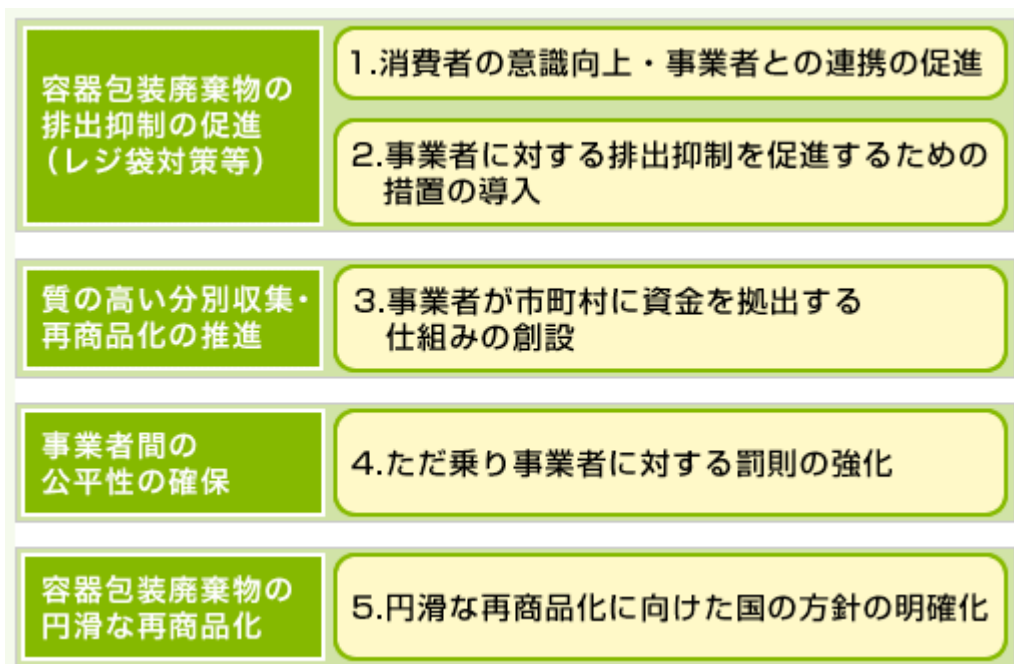 容器包装廃棄物の
排出抑制の促進
（レジ袋対策等）
1.消費者の意識向上・事業者との連携の促進
2.事業者に対する排出抑制を促進するための
措置の導入
質の高い分別収集・
再商品化の推進
3.事業者が市町村に資金を拠出する
仕組みの創設
事業者間の
公平性の確保
4.ただ乗り事業者に対する罰則の強化
容器包装廃棄物の
円滑な再商品化
5.円滑な再商品化に向けた国の方針の明確化